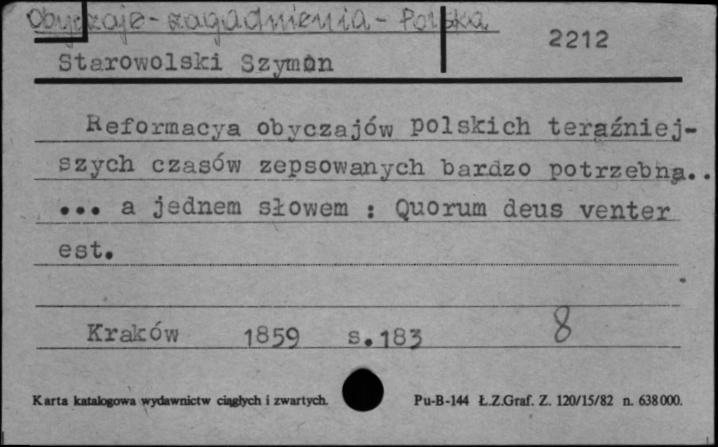 Obyczaje - zagadnienia - Polska
2212
Starowolski Szymon
Reformacya obyczajów polskich teraźniej-
szych czasów zepsowanych bardzo potrzebna..
... a jednem słowem : Quorum deus venter
est.
Kraków 1859 s.183 8
Karta katalogowa wydawnictw ciągłych i zwartych. Pu-B-144 Ł.Z.Graf. Z. 120/15/82 n. 638000.